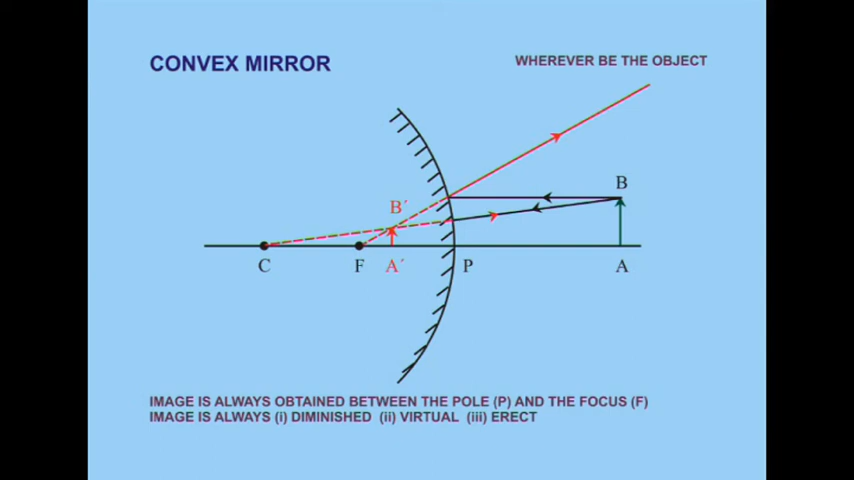 CONVEX MIRROR
WHEREVER BE THE OBJECT
B
B´
C
F
A´
P
A
IMAGE IS ALWAYS OBTAINED BETWEEN THE POLE (P) AND THE FOCUS (F)
IMAGE IS ALWAYS (i) DIMINISHED (ii) VIRTUAL (iii) ERECT